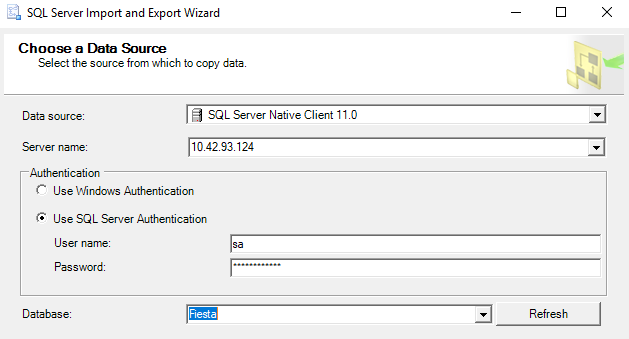 SQL Server Import and Export Wizard
Choose a Data Source
Select the source from which to copy data.
Data source: SQL Server Native Client 11.0
Server name: 10.42.93.124
Authentication
Use Windows Authentication
Use SQL Server Authentication
User name: sa
Password: ************
Database: Fiesta Refresh